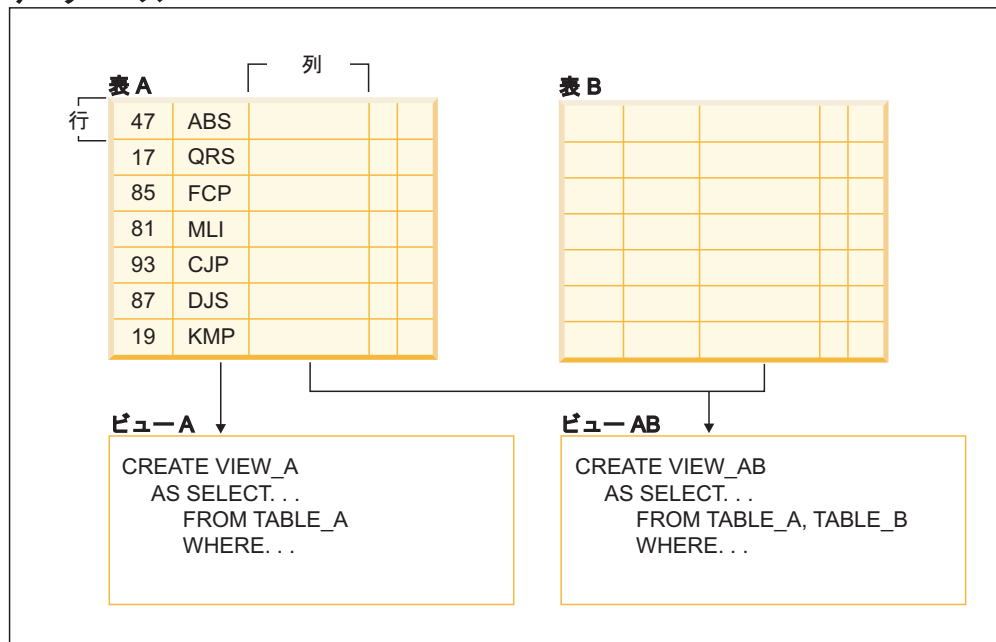 列
表 A
表 B
行
47 ABS
17 QRS
85 FCP
81 MLI
93 CJP
87 DJS
19 KMP
ビュー A
CREATE VIEW_A
AS SELECT. . .
FROM TABLE_A
WHERE. . .
ビュー AB
CREATE VIEW_AB
AS SELECT. . .
FROM TABLE_A, TABLE_B
WHERE. . .